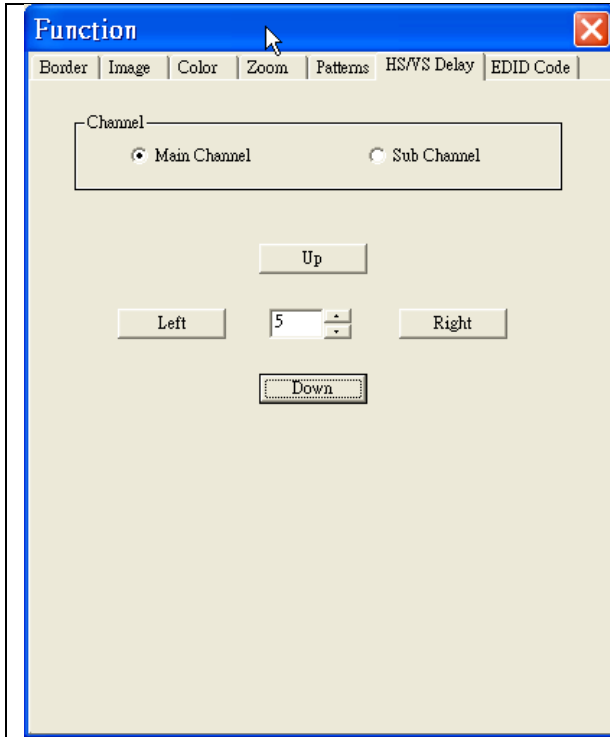 Function
Border Image Color Zoom Patterns HS/VS Delay EDID Code
Channel
Main Channel Sub Channel
Up
Left 5 Right
Down